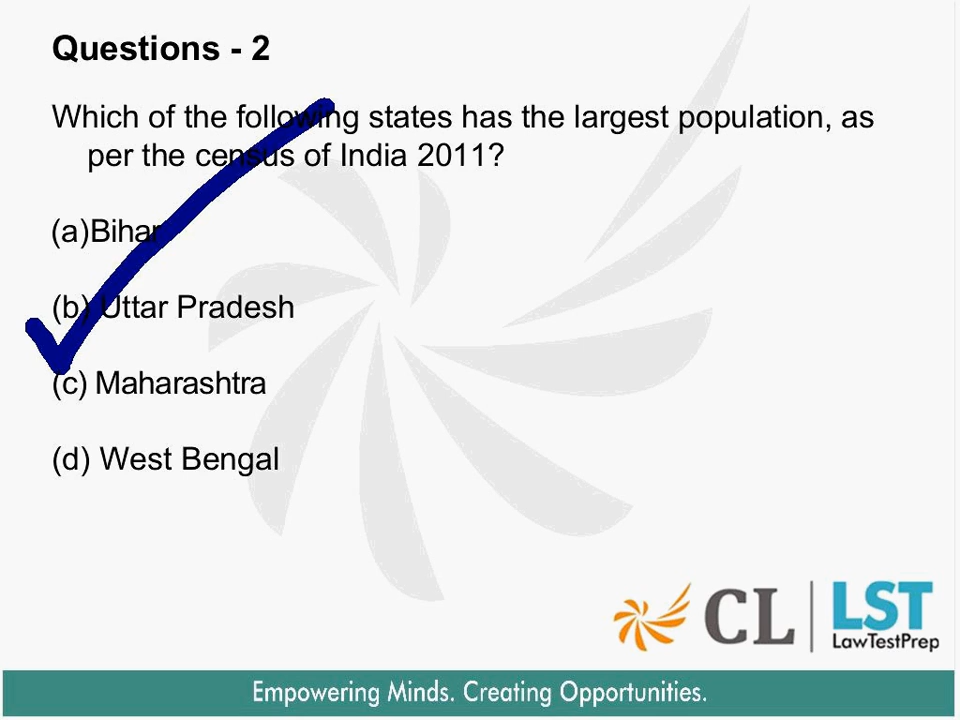 Questions - 2
Which of the following states has the largest population, as
per the census of India 2011?
(a)Bihar
(b) Uttar Pradesh
(c) Maharashtra
(d) West Bengal
CL | LST
LawTestPrep
Empowering Minds. Creating Opportunities.